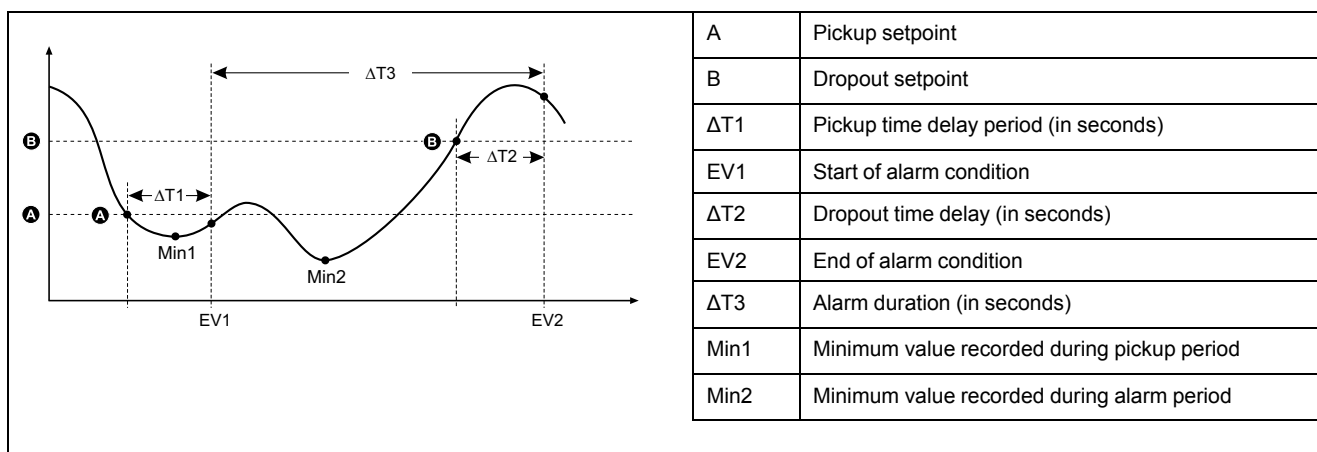 ΔT3
B
B
ΔT2
ΔT1
A
A
Min1
Min2
EV1
EV2
A Pickup setpoint
B Dropout setpoint
ΔT1 Pickup time delay period (in seconds)
EV1 Start of alarm condition
ΔT2 Dropout time delay (in seconds)
EV2 End of alarm condition
ΔT3 Alarm duration (in seconds)
Min1 Minimum value recorded during pickup period
Min2 Minimum value recorded during alarm period